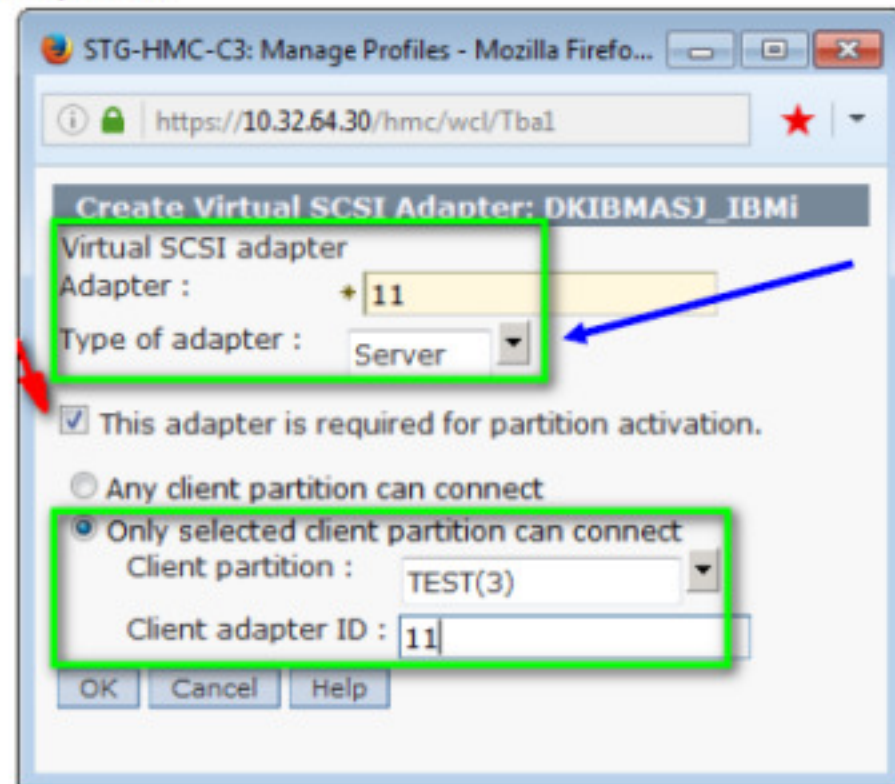 STG-HMC-C3: Manage Profiles - Mozilla Firefo...
https://10.32.64.30/hmc/wcl/Tba1
Create Virtual SCSI Adapter: DKIBMASJ_IBMi
Virtual SCSI adapter
Adapter : * 11
Type of adapter : Server
This adapter is required for partition activation.
Any client partition can connect
Only selected client partition can connect
Client partition : TEST(3)
Client adapter ID : 11
OK Cancel Help